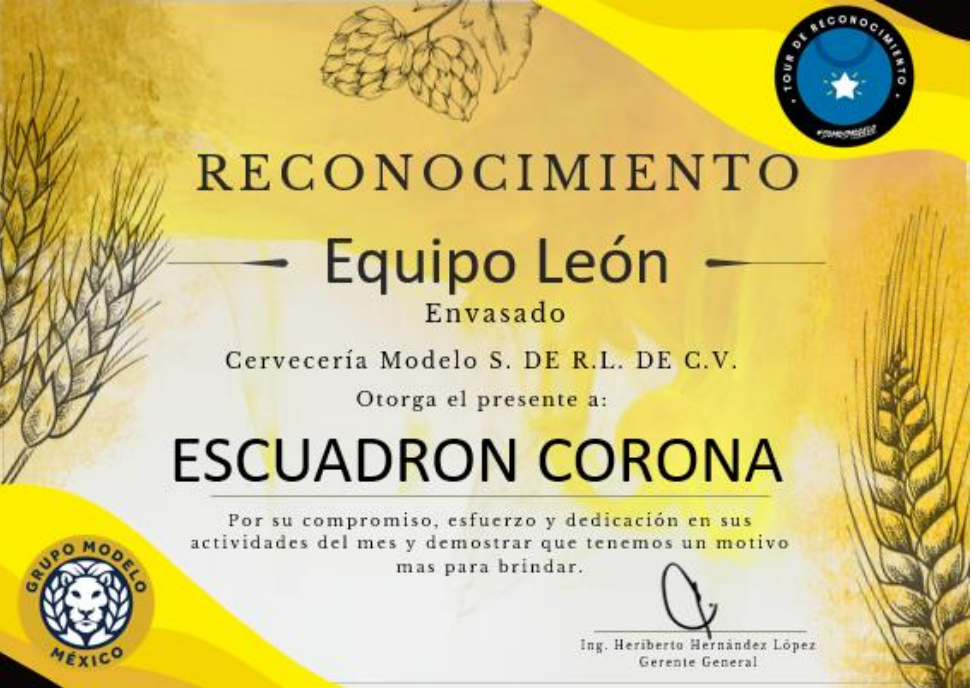 TOUR DE RECONOCIMIENTO
#SOMOSMODELO
RECONOCIMIENTO
Equipo León
Envasado
Cervecería Modelo S. DE R.L. DE C.V.
Otorga el presente a:
ESCUADRON CORONA
Por su compromiso, esfuerzo y dedicación en sus
actividades del mes y demostrar que tenemos un motivo
mas para brindar.
GRUPO MODELO
MÉXICO
Ing. Heriberto Hernández López
Gerente General